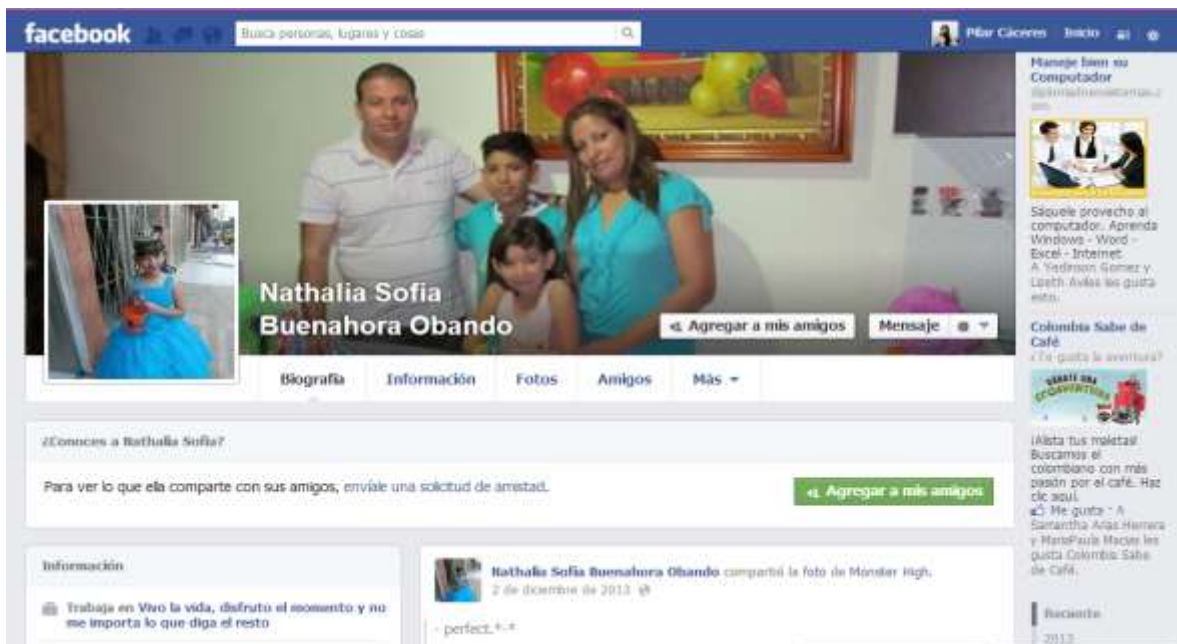 facebook
Busca personas, lugares y cosas
Pilar Cáceres Inicio
Maneje bien su
Computador
Sáquele provecho al
computador. Aprenda
Windows - Word -
Excel - Internet
A Yedinson Gomez y
les gusta
esto.
Nathalia Sofia
Buenahora Obando
Agregar a mis amigos
Mensaje
Biografía
Información
Fotos
Amigos
Más
Colombia Sabe de
Café
¿Te gusta la aventura?
¡Alista tus maletas!
Buscamos el
colombiano con más
pasión por el café. Haz
clic aquí.
Me gusta · A
Samantha Arias Herrera
y MariaPaula Macias les
gusta Colombia Sabe
de Café.
¿Conoces a Nathalia Sofia?
Para ver lo que ella comparte con sus amigos, envíale una solicitud de amistad.
Agregar a mis amigos
Información
Trabaja en Vivo la vida, disfruto el momento y no
me importa lo que diga el resto
Nathalia Sofia Buenahora Obando compartió la foto de Monster High.
2 de diciembre de 2013
- perfect.*-*
Reciente
2013